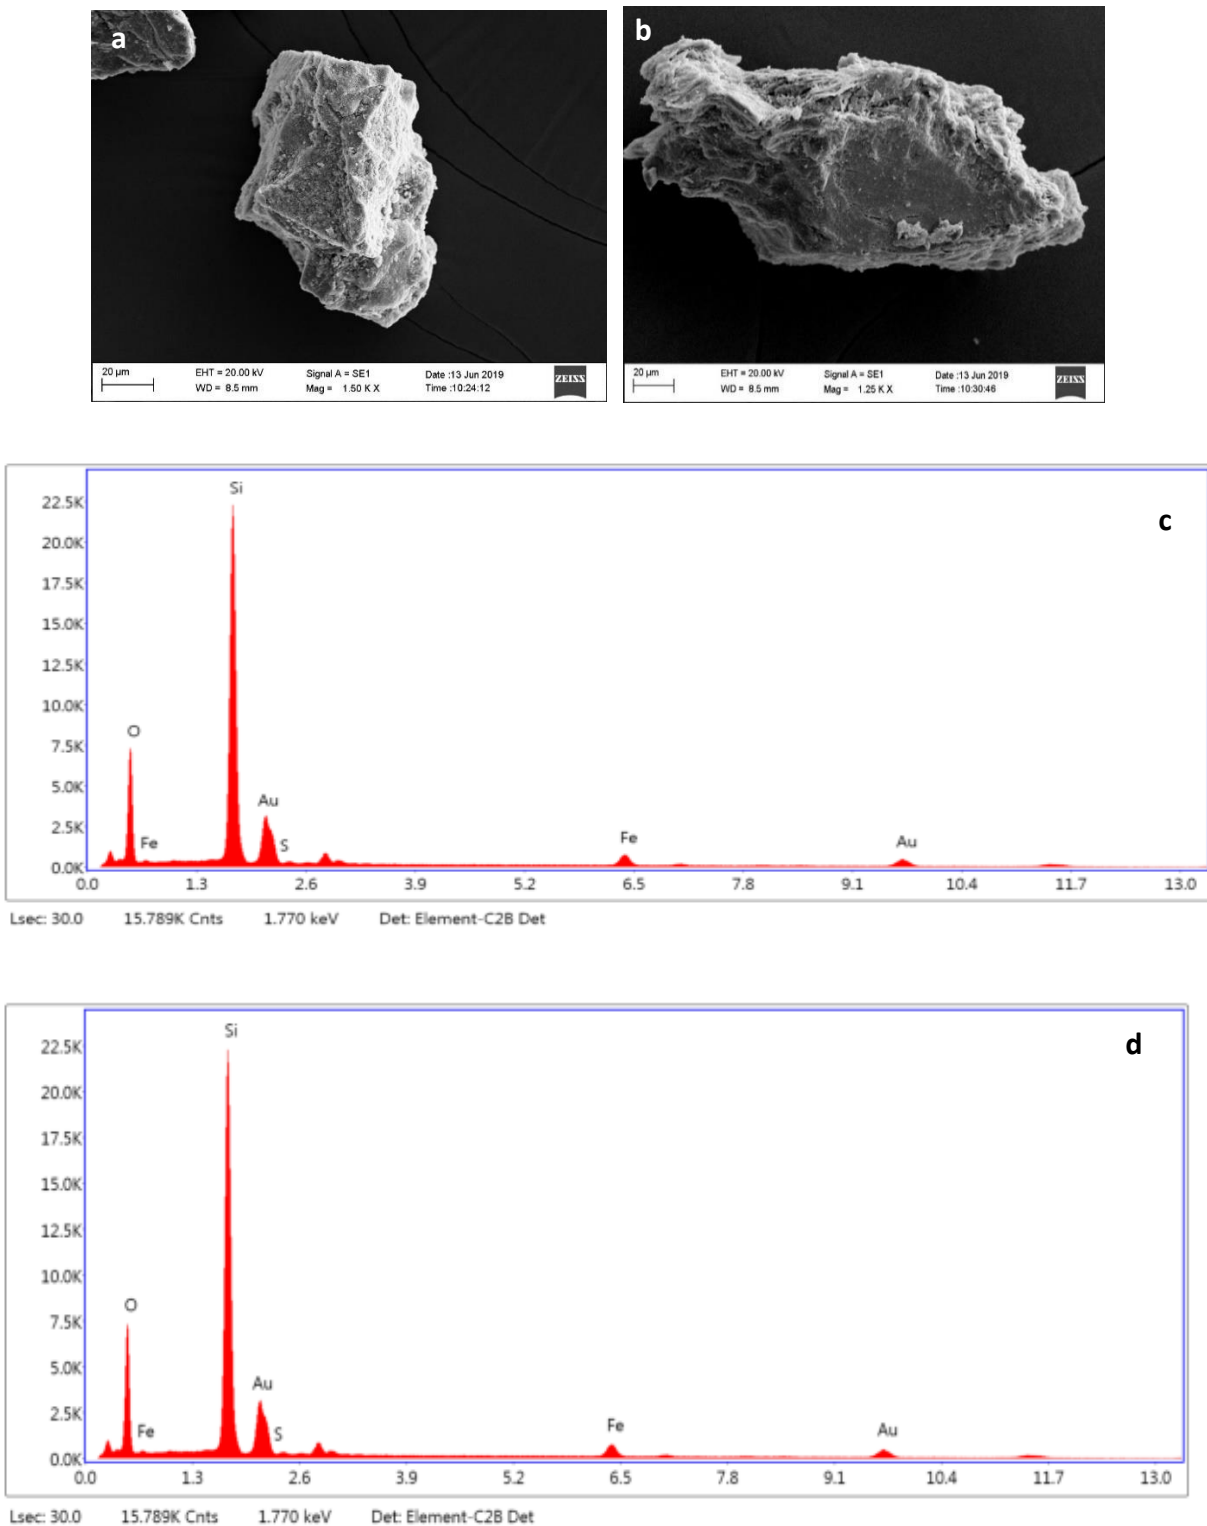 a
20 µm
EHT = 20.00 kV
WD = 8.5 mm
Signal A = SE1
Mag = 1.50 K X
Date :13 Jun 2019
Time :10:24:12
ZEISS
b
20 µm
EHT = 20.00 kV
WD = 8.5 mm
Signal A = SE1
Mag = 1.25 K X
Date :13 Jun 2019
Time :10:30:46
ZEISS
c
22.5K
20.0K
17.5K
15.0K
12.5K
10.0K
7.5K
5.0K
2.5K
0.0K
Si
O
Fe
Au
S
Fe
Au
0.0 1.3 2.6 3.9 5.2 6.5 7.8 9.1 10.4 11.7 13.0
Lsec: 30.0 15.789K Cnts 1.770 keV Det: Element-C2B Det
d
22.5K
20.0K
17.5K
15.0K
12.5K
10.0K
7.5K
5.0K
2.5K
0.0K
Si
O
Fe
Au
S
Fe
Au
0.0 1.3 2.6 3.9 5.2 6.5 7.8 9.1 10.4 11.7 13.0
Lsec: 30.0 15.789K Cnts 1.770 keV Det: Element-C2B Det